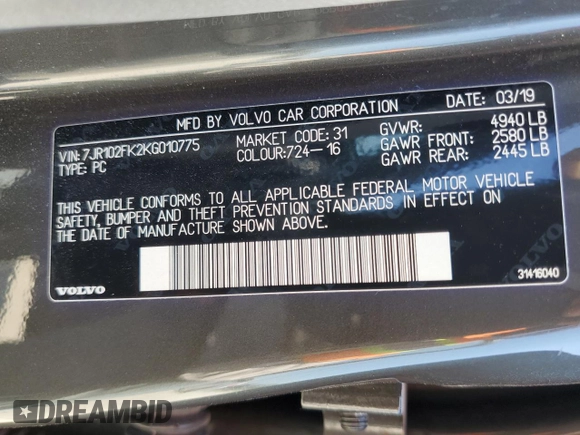 MFD BY VOLVO CAR CORPORATION DATE: 03/19
VIN: 7JR102FK2KG010775 MARKET CODE: 31 GVWR: 4940 LB
TYPE: PC COLOUR:724-16 GAWR FRONT: 2580 LB
GAWR REAR: 2445 LB
THIS VEHICLE CONFORMS TO ALL APPLICABLE FEDERAL MOTOR VEHICLE
SAFETY, BUMPER AND THEFT PREVENTION STANDARDS IN EFFECT ON
THE DATE OF MANUFACTURE SHOWN ABOVE.
VOLVO 31416040
DREAMBID